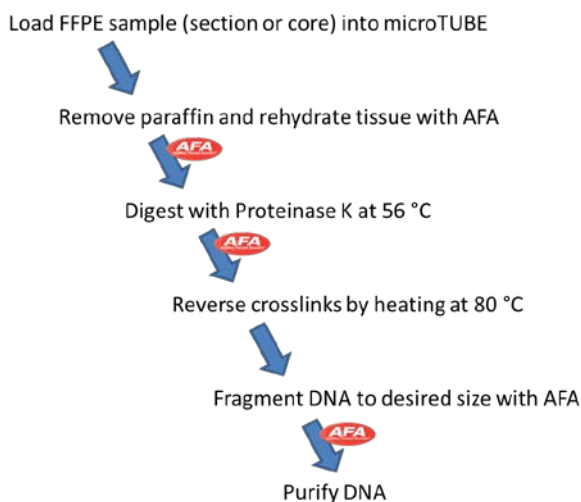 Load FFPE sample (section or core) into microTUBE
Remove paraffin and rehydrate tissue with AFA
AFA
Digest with Proteinase K at 56 °C
AFA
Reverse crosslinks by heating at 80 °C
Fragment DNA to desired size with AFA
AFA
Purify DNA